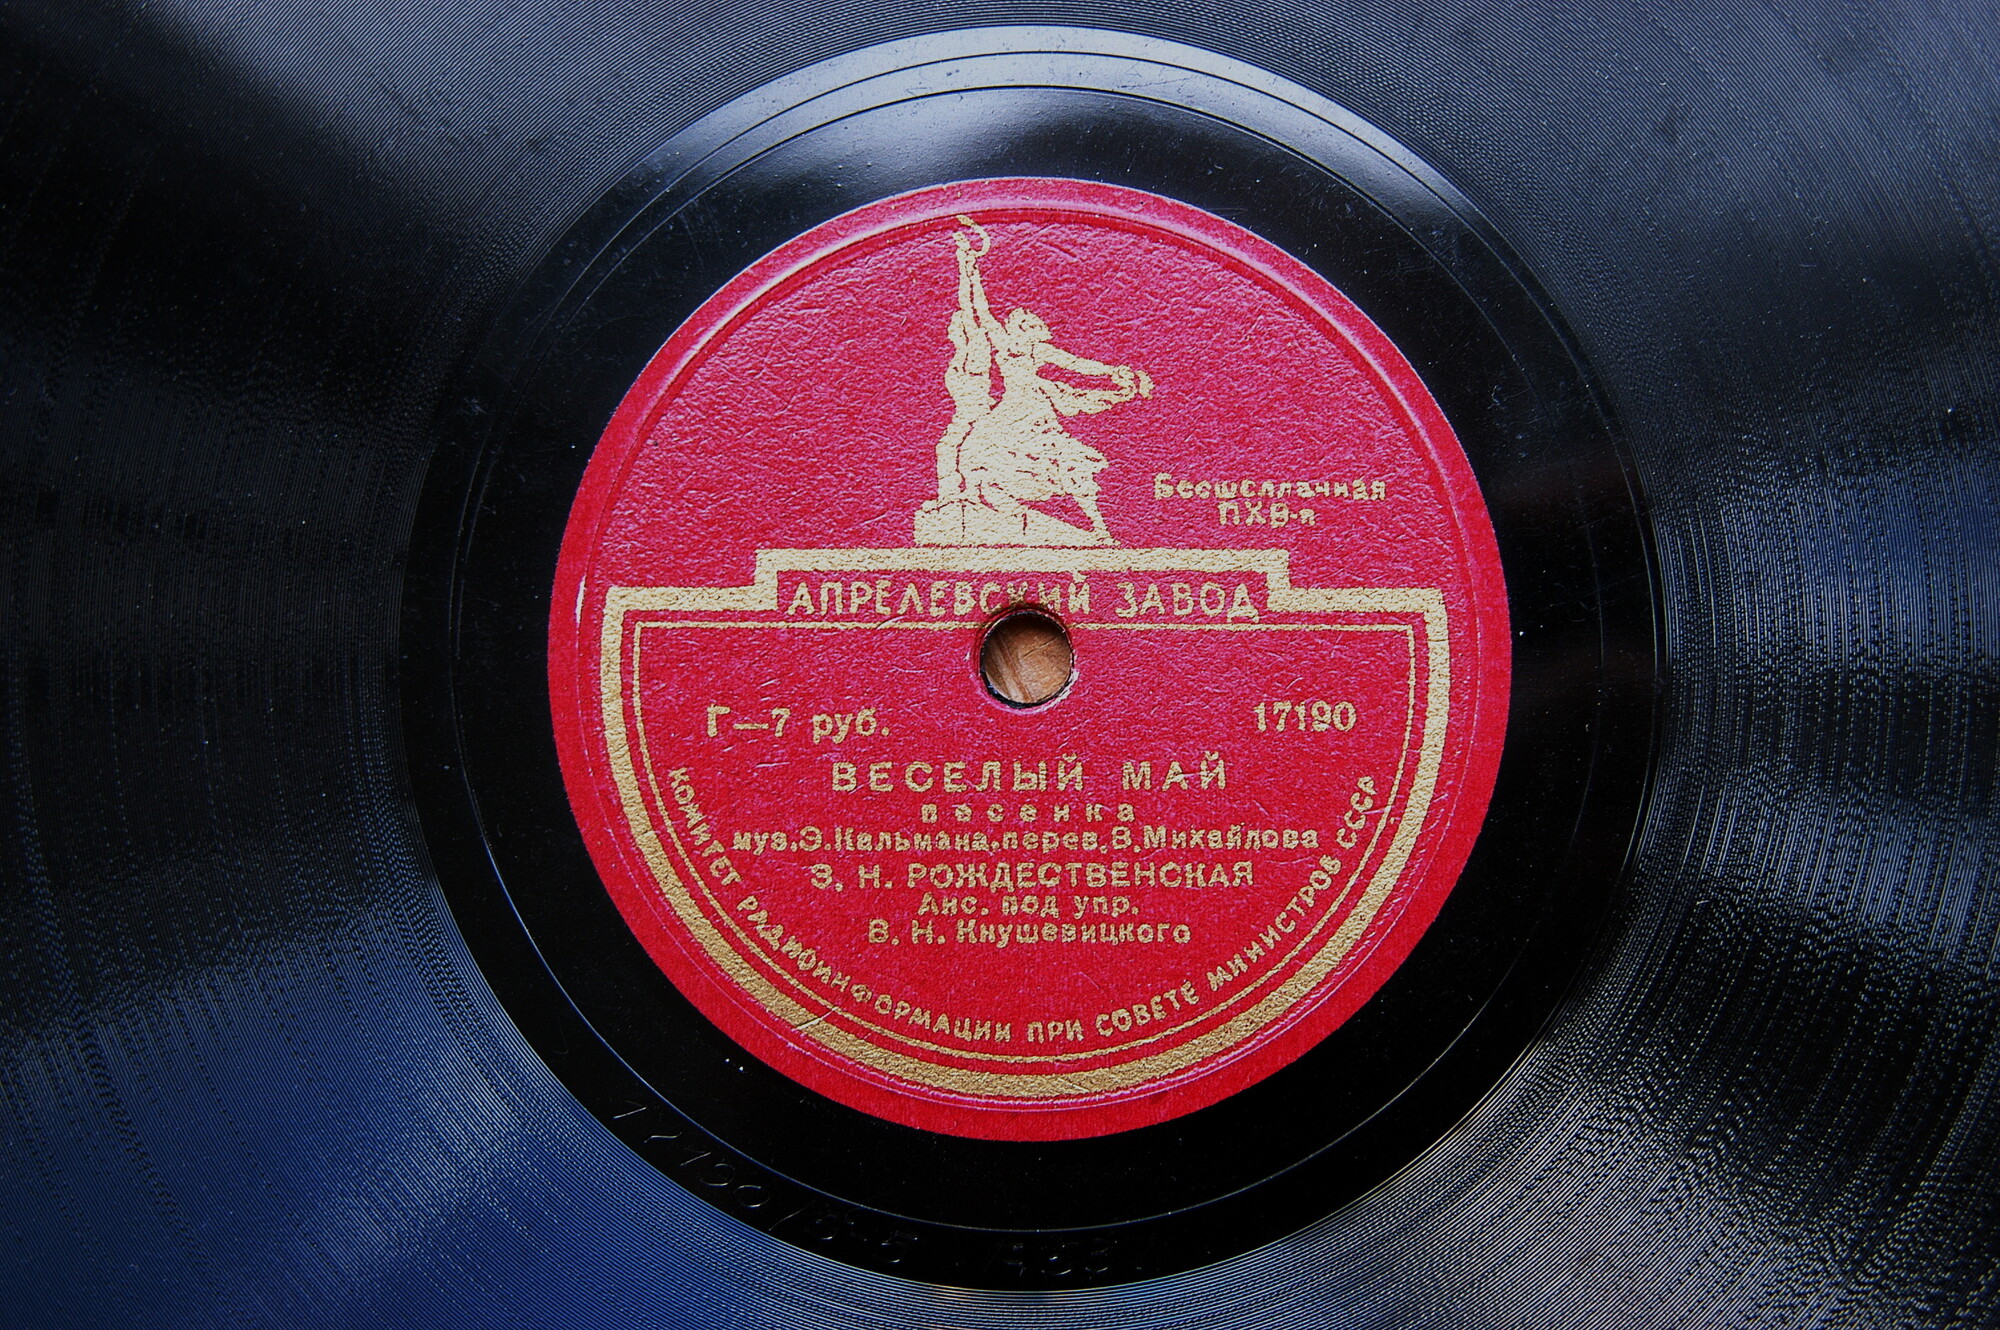 Бесшеллачная
ПХВ-я
АПРЕЛЕВСКИЙ ЗАВОД
Г—7 руб.
17190
ВЕСЕЛЫЙ МАЙ
песенка
муз.Э.Кальмана,перев.В.Михайлова
З. Н. РОЖДЕСТВЕНСКАЯ
Анс. под упр.
В. Н. Кнушевицкого
КОМИТЕТ РАДИОИНФОРМАЦИИ ПРИ СОВЕТЕ МИНИСТРОВ СССР